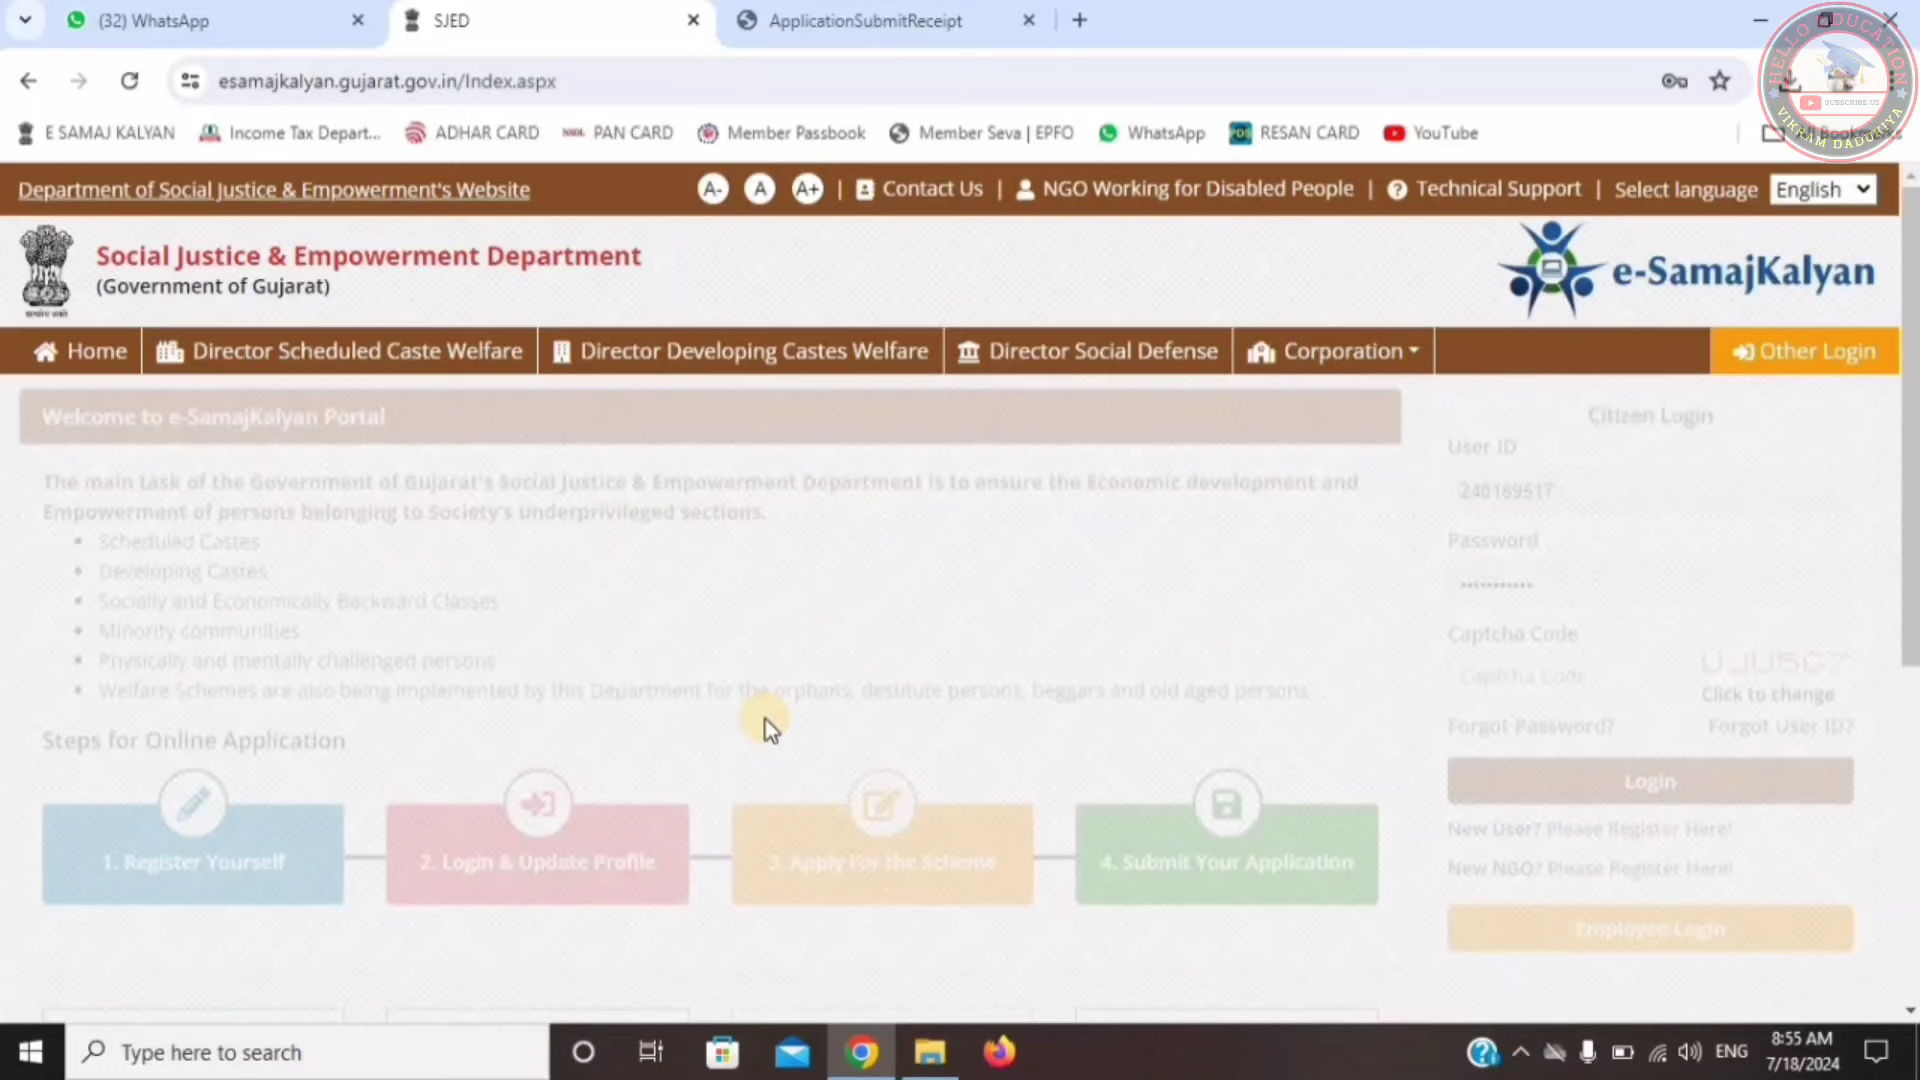 (32) WhatsApp
SJED
ApplicationSubmitReceipt
esamajkalyan.gujarat.gov.in/Index.aspx
E SAMAJ KALYAN
Income Tax Depart...
ADHAR CARD
PAN CARD
Member Passbook
Member Seva | EPFO
WhatsApp
RESAN CARD
YouTube
HELLO EDUCATION
SUBSCRIBE US
VIKRAM DADUKIYA
Department of Social Justice & Empowerment's Website
A-
A
A+
Contact Us
NGO Working for Disabled People
Technical Support
Select language
English
Social Justice & Empowerment Department
(Government of Gujarat)
e-SamajKalyan
Home
Director Scheduled Caste Welfare
Director Developing Castes Welfare
Director Social Defense
Corporation
Other Login
Welcome to e-SamajKalyan Portal
The main task of the Government of Gujarat's Social Justice & Empowerment Department is to ensure the Economic development and
Empowerment of persons belonging to Society's underprivileged sections.
Scheduled Castes
Developing Castes
Socially and Economically Backward Classes
Minority communities
Physically and mentally challenged persons
Welfare Schemes are also being implemented by this Department for the orphans, destitute persons, beggars and old aged persons.
Steps for Online Application
1. Register Yourself
2. Login & Update Profile
3. Apply For the Scheme
4. Submit Your Application
Citizen Login
User ID
240169517
Password
Captcha Code
Captcha Code
Click to change
Forgot Password?
Forgot User ID?
Login
New User? Please Register Here!
New NGO? Please Register Here!
Employee Login
Type here to search
ENG
8:55 AM
7/18/2024